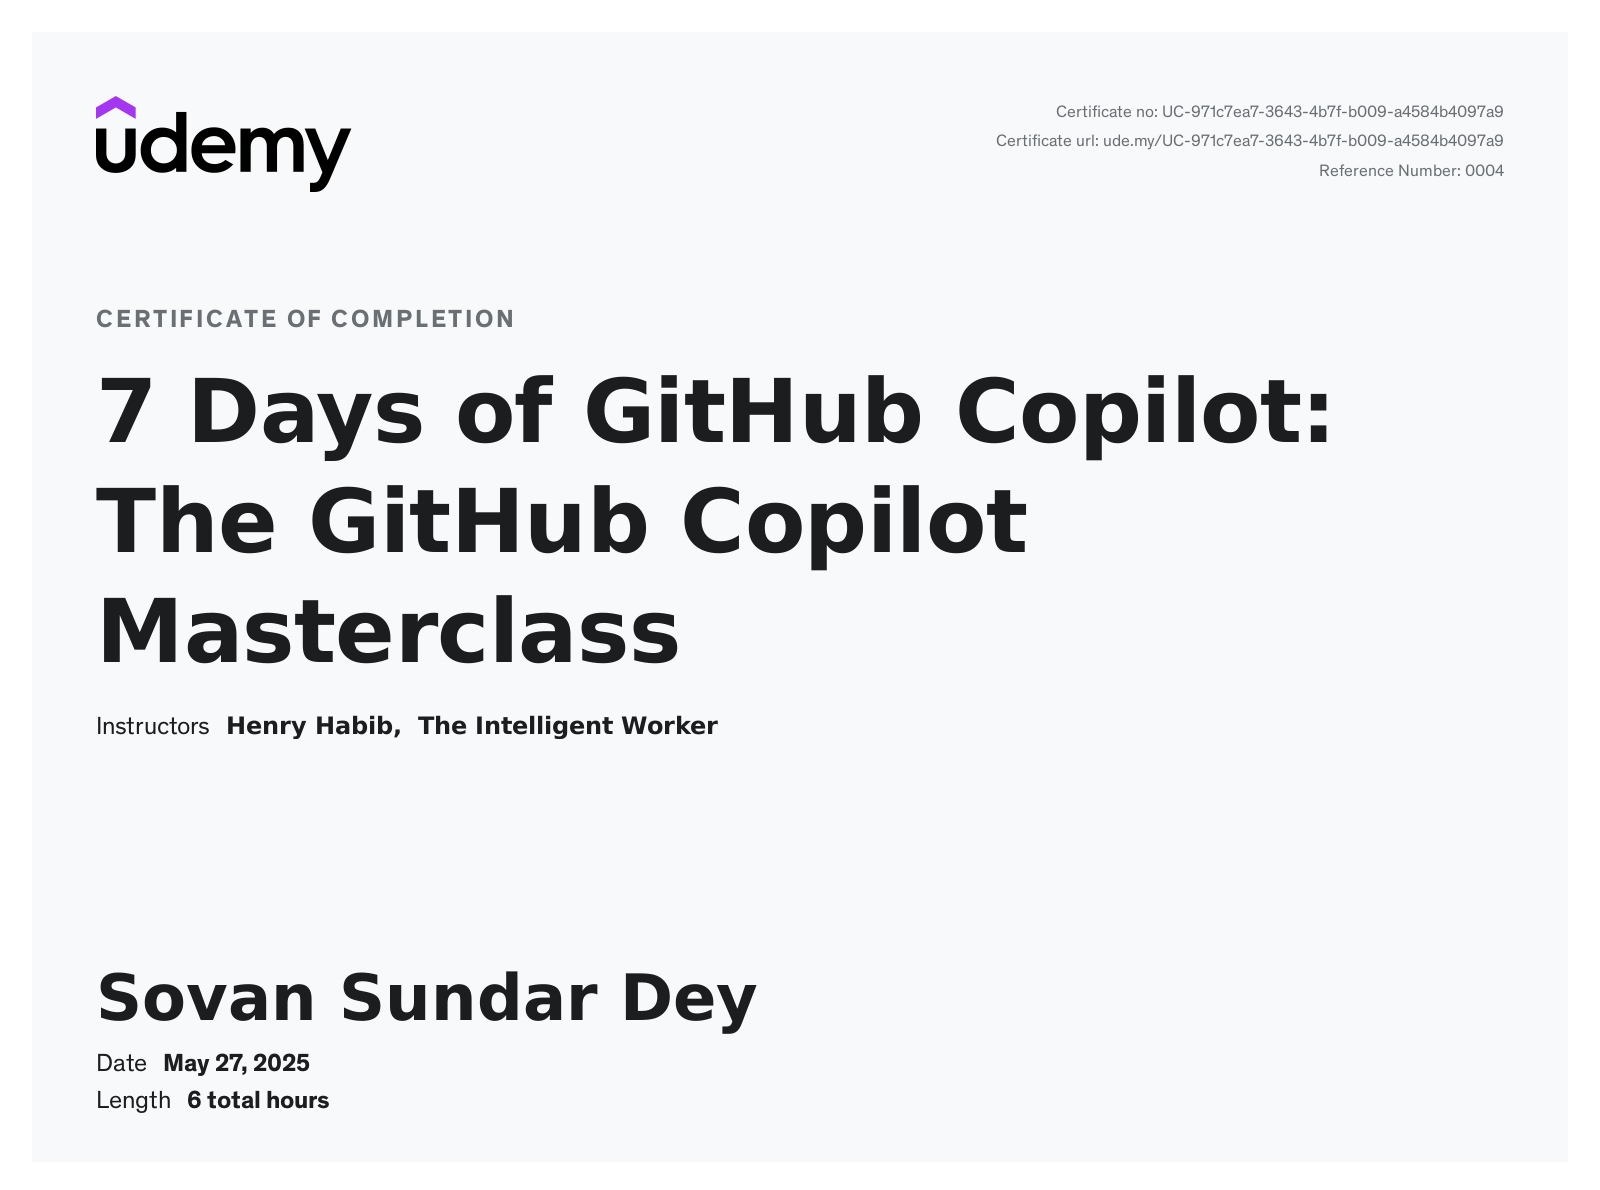 udemy
Certificate no: UC-971c7ea7-3643-4b7f-b009-a4584b4097a9
Certificate url: ude.my/UC-971c7ea7-3643-4b7f-b009-a4584b4097a9
Reference Number: 0004
CERTIFICATE OF COMPLETION
7 Days of GitHub Copilot:
The GitHub Copilot
Masterclass
Instructors Henry Habib, The Intelligent Worker
Sovan Sundar Dey
Date May 27, 2025
Length 6 total hours